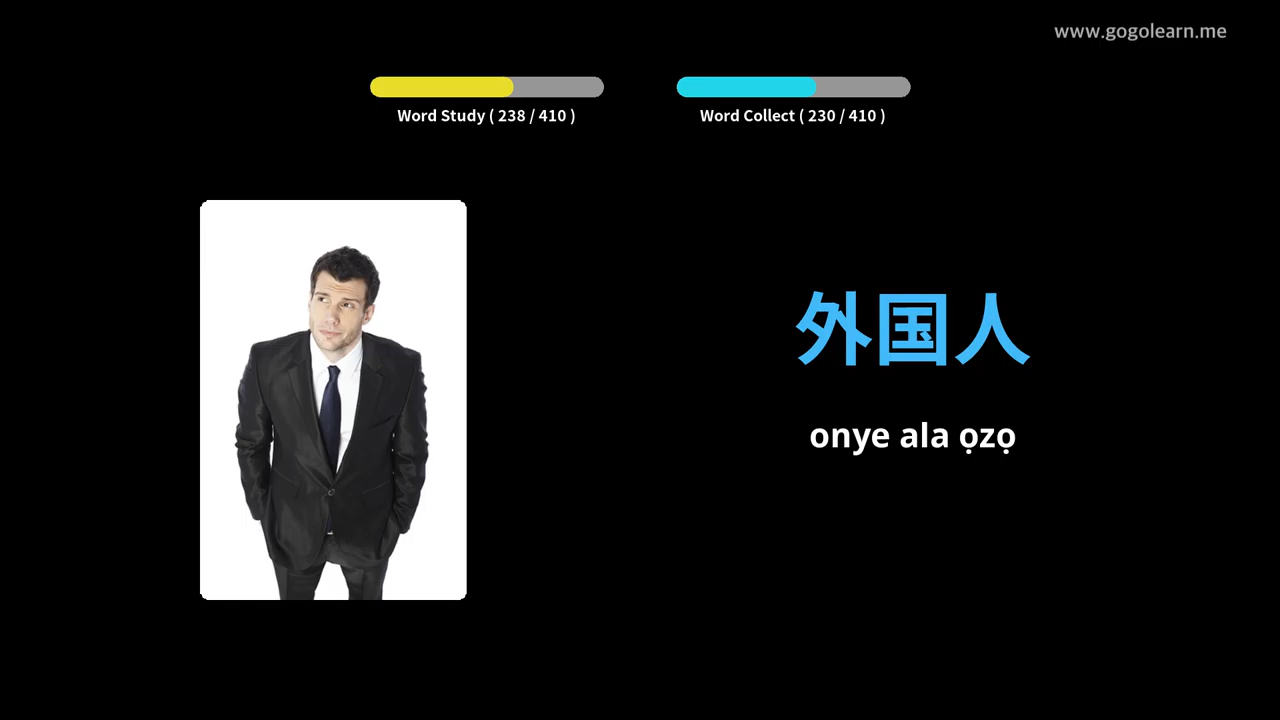 www.gogolearn.me
Word Study ( 238 / 410 )
Word Collect ( 230 / 410 )
外国人
onye ala ọzọ